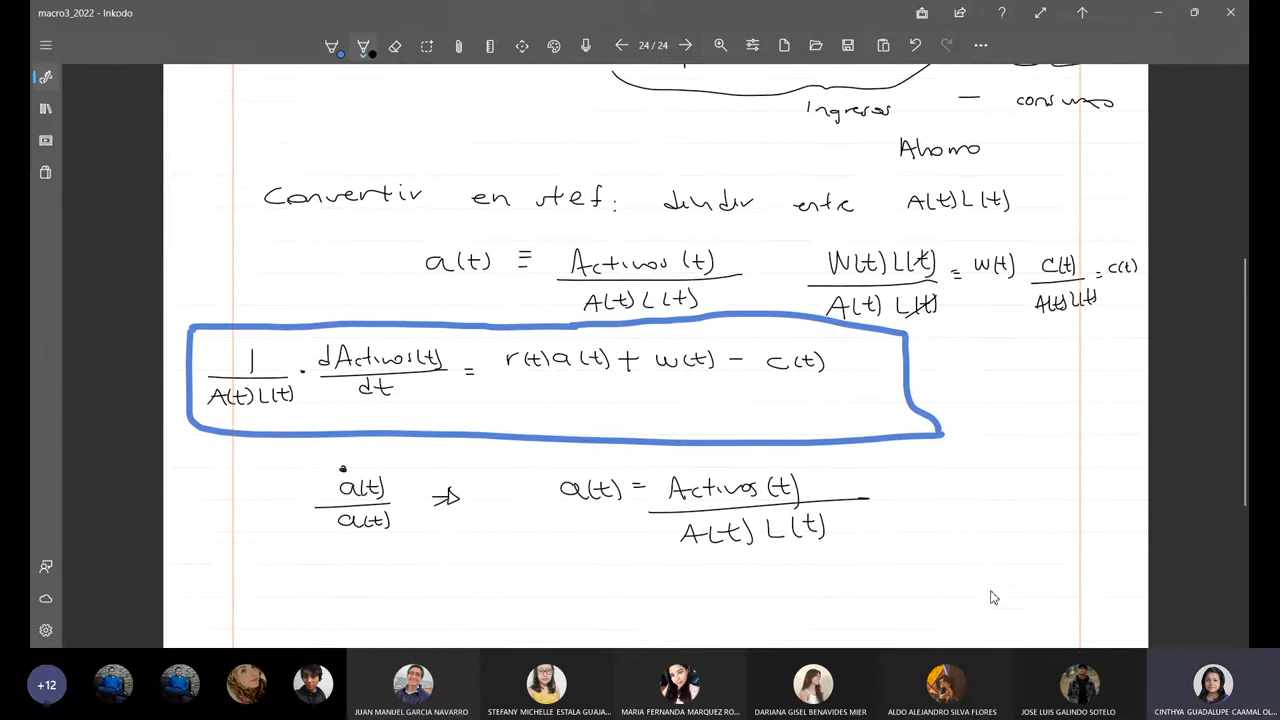 macro3_2022 - Inkodo
24 / 24
Ingresos – consumo
Ahorro
Convertir en utef: dividir entre A(t)L(t)
a(t) ≡ Activos(t) / A(t)L(t) W(t)L(t) / A(t)L(t) = w(t) C(t) / A(t)L(t) = c(t)
1 / A(t)L(t) · dActivos(t) / dt = r(t)a(t) + w(t) - c(t)
ȧ(t) / a(t) ⇒ a(t) = Activos(t) / A(t)L(t)
+12
JUAN MANUEL GARCIA NAVARRO
STEFANY MICHELLE ESTALA GUAJA...
MARIA FERNANDA MARQUEZ RO...
DARIANA GISEL BENAVIDES MIER
ALDO ALEJANDRO SILVA FLORES
JOSE LUIS GALINDO SOTELO
CINTHYA GUADALUPE CAAMAL OL...